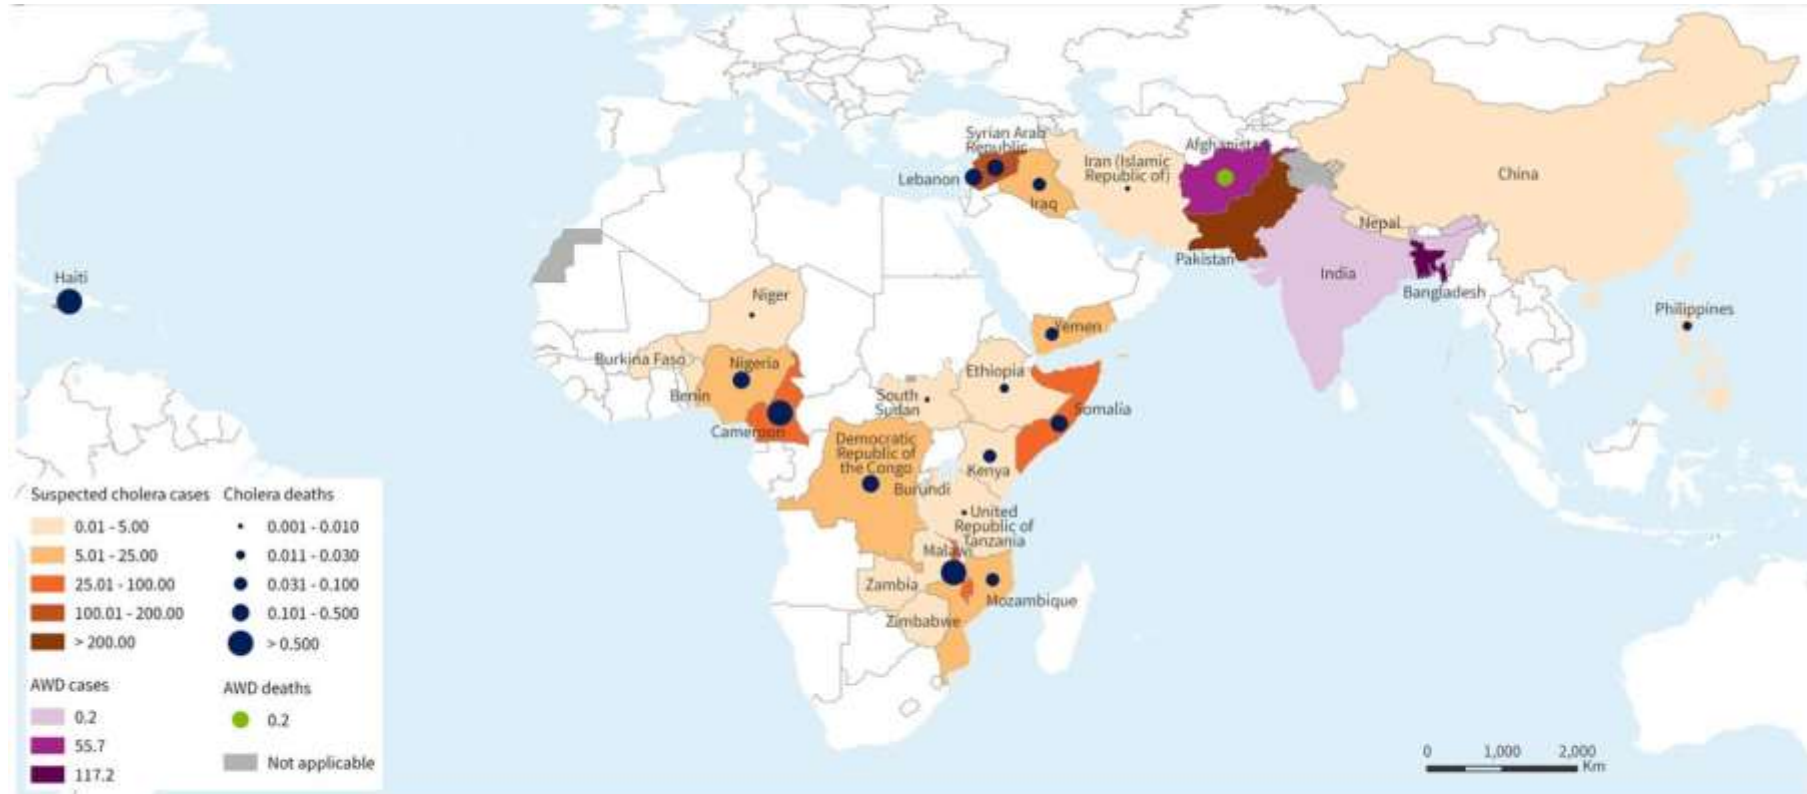 Syrian Arab
Republic
Afghanistan
Iran (Islamic
Republic of)
Lebanon
China
Iraq
Nepal
Pakistan
India
Haiti
Bangladesh
Niger
Philippines
Yemen
Burkina Faso
Nigeria
Ethiopia
Benin
South
Sudan
Somalia
Cameroon
Democratic
Republic of
the Congo
Kenya
Burundi
United
Republic of
Tanzania
Malawi
Zambia
Mozambique
Zimbabwe
Suspected cholera cases
0.01 - 5.00
5.01 - 25.00
25.01 - 100.00
100.01 - 200.00
> 200.00
Cholera deaths
0.001 - 0.010
0.011 - 0.030
0.031 - 0.100
0.101 - 0.500
> 0.500
AWD cases
0.2
55.7
117.2
AWD deaths
0.2
Not applicable
0 1,000 2,000
Km